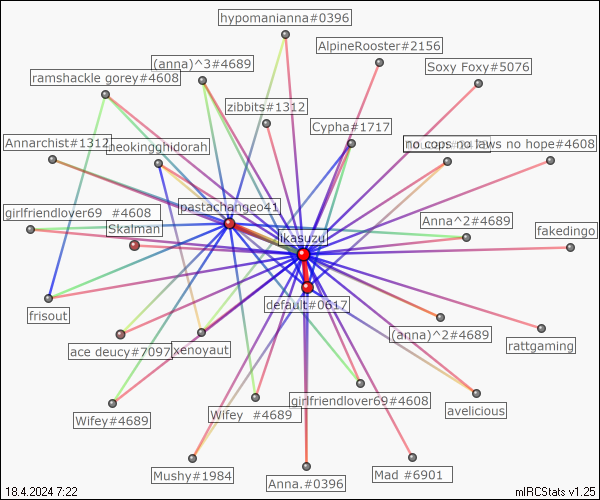 hypomanianna#0396
AlpineRooster#2156
(anna)^3#4689
Soxy Foxy#5076
ramshackle gorey#4608
zibbits#1312
Cypha#1717
Annarchist#1312
theokingghidorah
no cops no laws no hope#4608
pastachangeo41
girlfriendlover69 #4608
Anna^2#4689
Skalman
likasuzu
fakedingo
default#0617
frisout
(anna)^2#4689
rattgaming
ace deucy#7097
xenoyaut
girlfriendlover69#4608
avelicious
Wifey#4689
Wifey #4689
Mushy#1984
Anna.#0396
Mad #6901
18.4.2024 7:22
mIRCStats v1.25